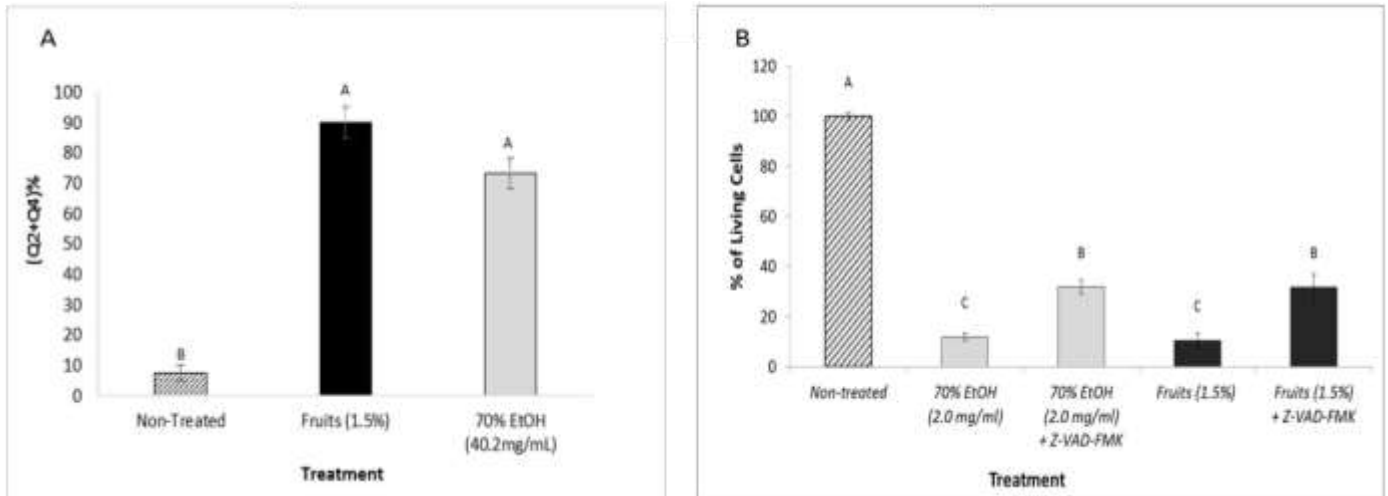 A
(Q2+Q4)%
100
90
80
70
60
50
40
30
20
10
0
B
A
A
Non-Treated
Fruits (1.5%)
70% EtOH
(40.2mg/mL)
Treatment
B
% of Living Cells
120
100
80
60
40
20
0
A
C
B
C
B
Non-treated
70% EtOH
(2.0 mg/ml)
70% EtOH
(2.0 mg/ml)
+ Z-VAD-FMK
Fruits (1.5%)
Fruits (1.5%)
+ Z-VAD-FMK
Treatment